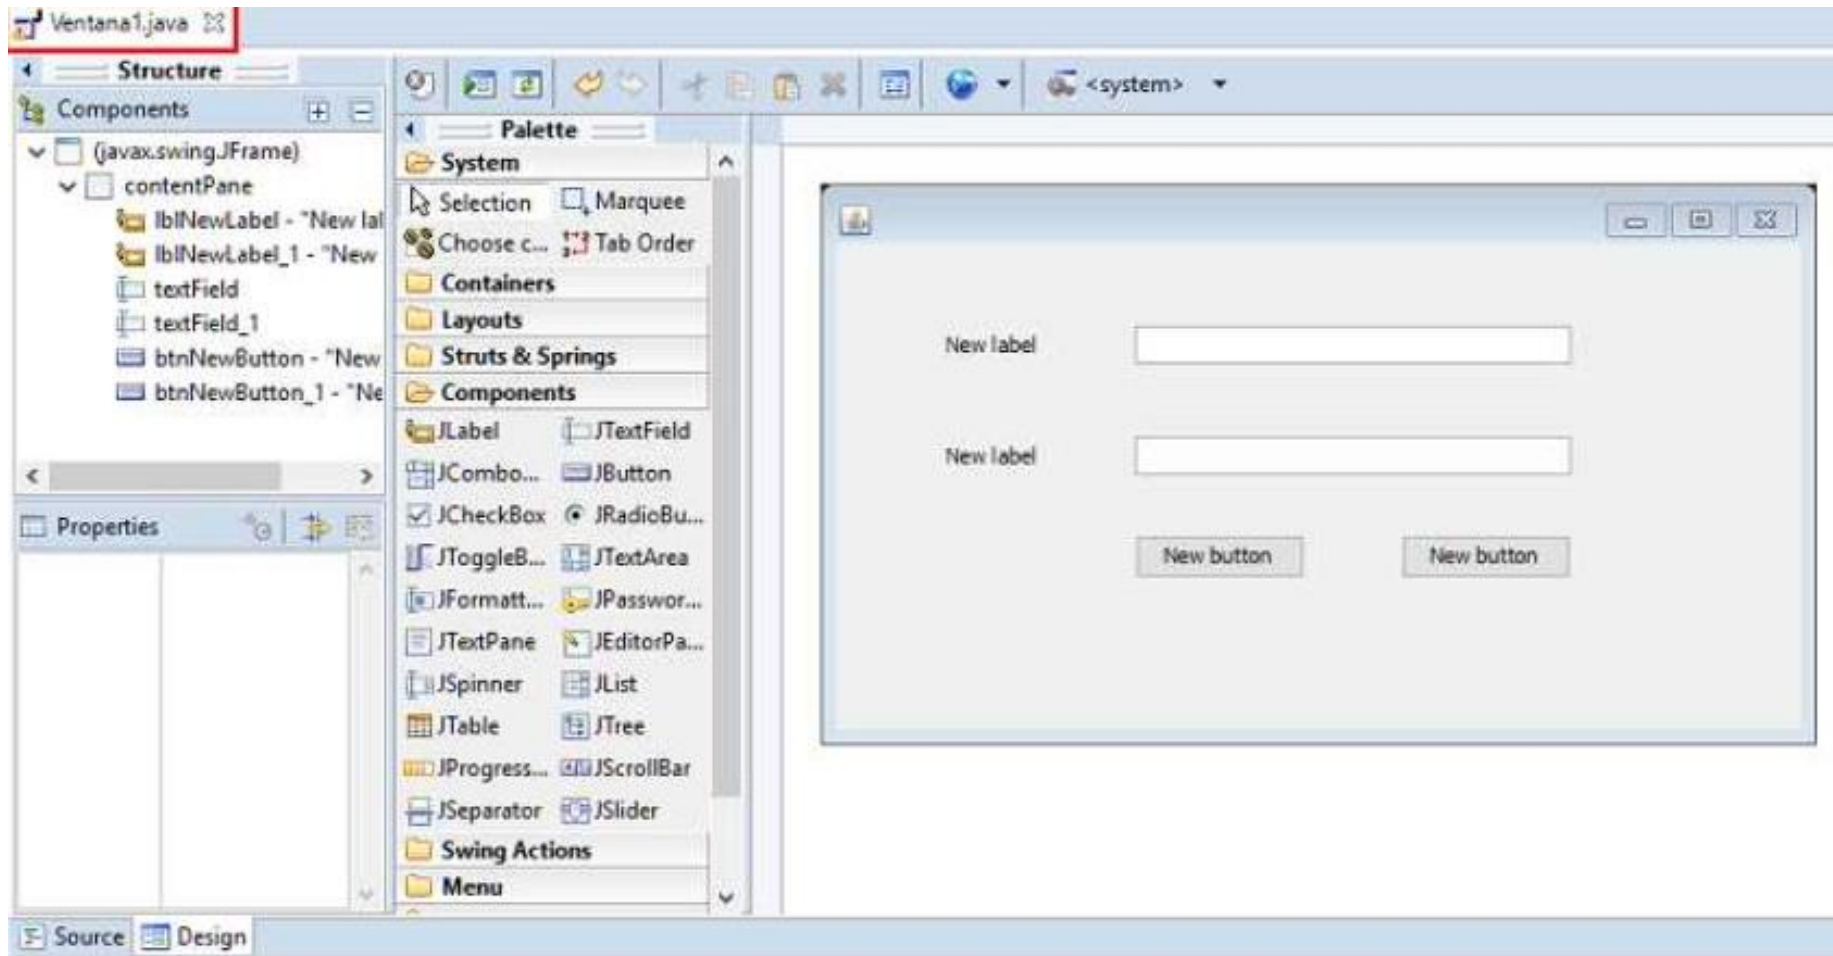 Ventana1.java
Structure
Components
(javax.swing.JFrame)
contentPane
lblNewLabel - "New lal
lblNewLabel_1 - "New
textField
textField_1
btnNewButton - "New
btnNewButton_1 - "Ne
Properties
<system>
Palette
System
Selection Marquee
Choose c... Tab Order
Containers
Layouts
Struts & Springs
Components
JLabel JTextField
JCombo... JButton
JCheckBox JRadioBu...
JToggleB... JTextArea
JFormatt... JPasswor...
JTextPane JEditorPa...
JSpinner JList
JTable JTree
JProgress... JScrollBar
JSeparator JSlider
Swing Actions
Menu
New label
New label
New button New button
Source Design